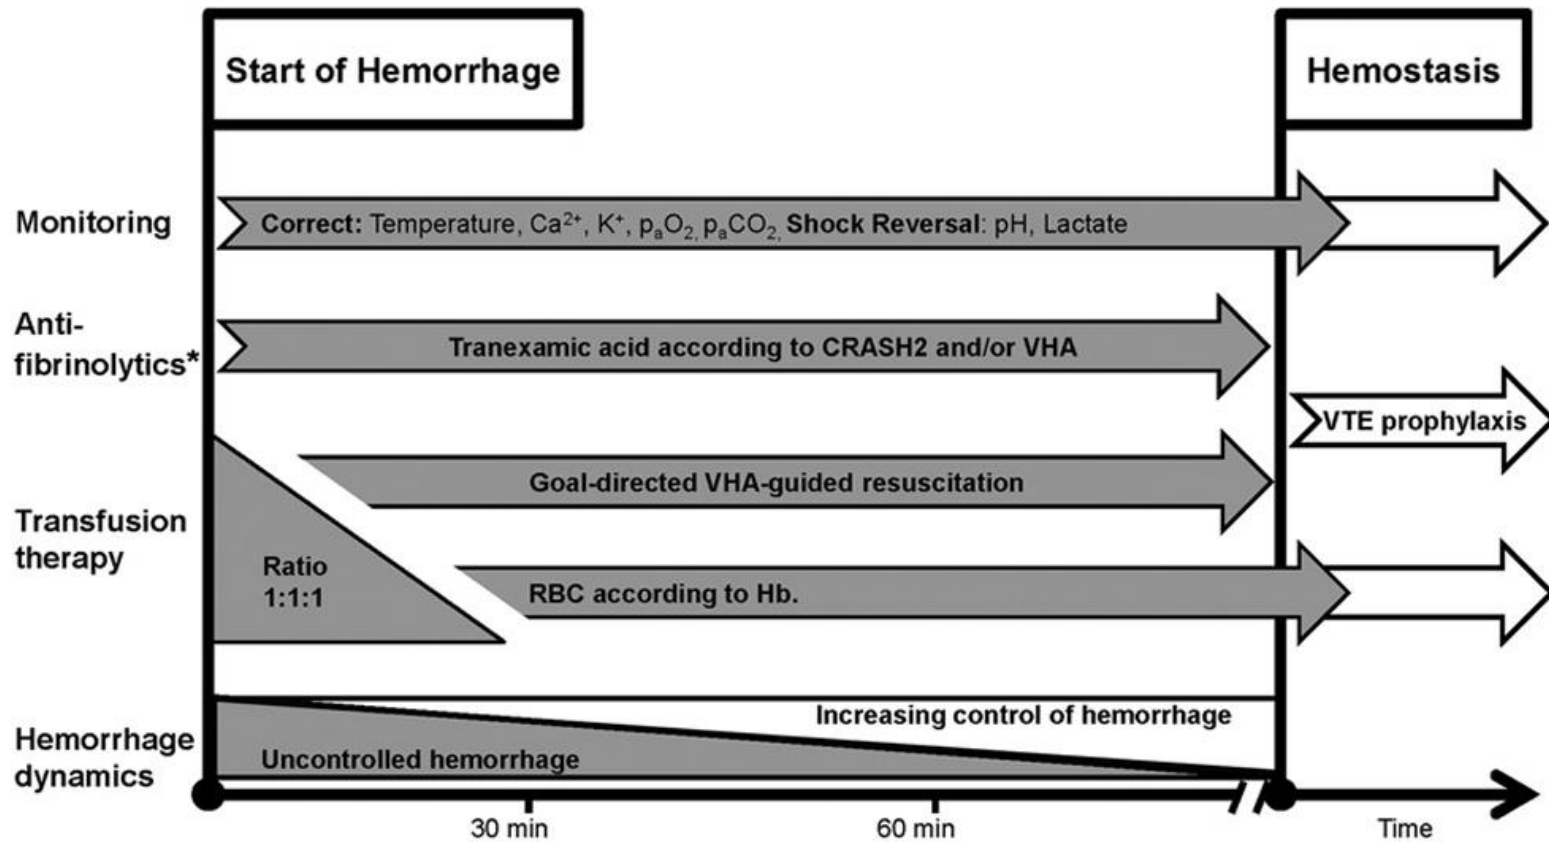 Start of Hemorrhage
Hemostasis
Monitoring
Correct: Temperature, Ca²⁺, K⁺, pₐO₂, pₐCO₂, Shock Reversal: pH, Lactate
Anti-
fibrinolytics*
Tranexamic acid according to CRASH2 and/or VHA
VTE prophylaxis
Transfusion
therapy
Goal-directed VHA-guided resuscitation
Ratio
1:1:1
RBC according to Hb.
Hemorrhage
dynamics
Increasing control of hemorrhage
Uncontrolled hemorrhage
30 min
60 min
Time